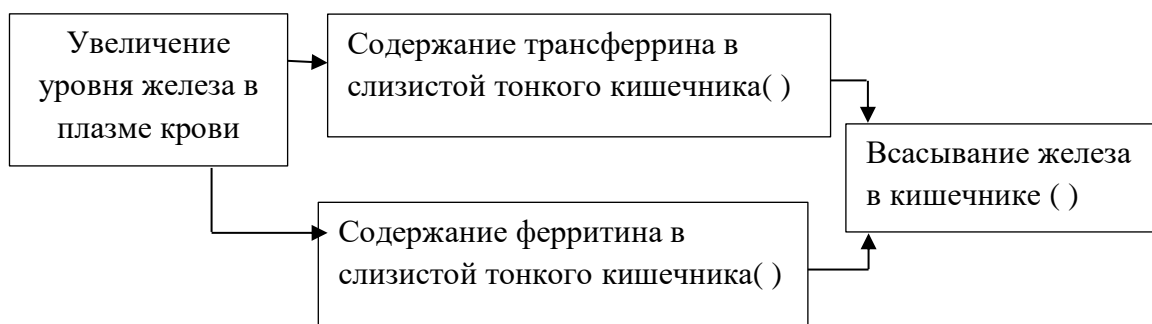 Увеличение
уровня железа в
плазме крови
Содержание трансферрина в
слизистой тонкого кишечника( )
Содержание ферритина в
слизистой тонкого кишечника( )
Всасывание железа
в кишечнике ( )